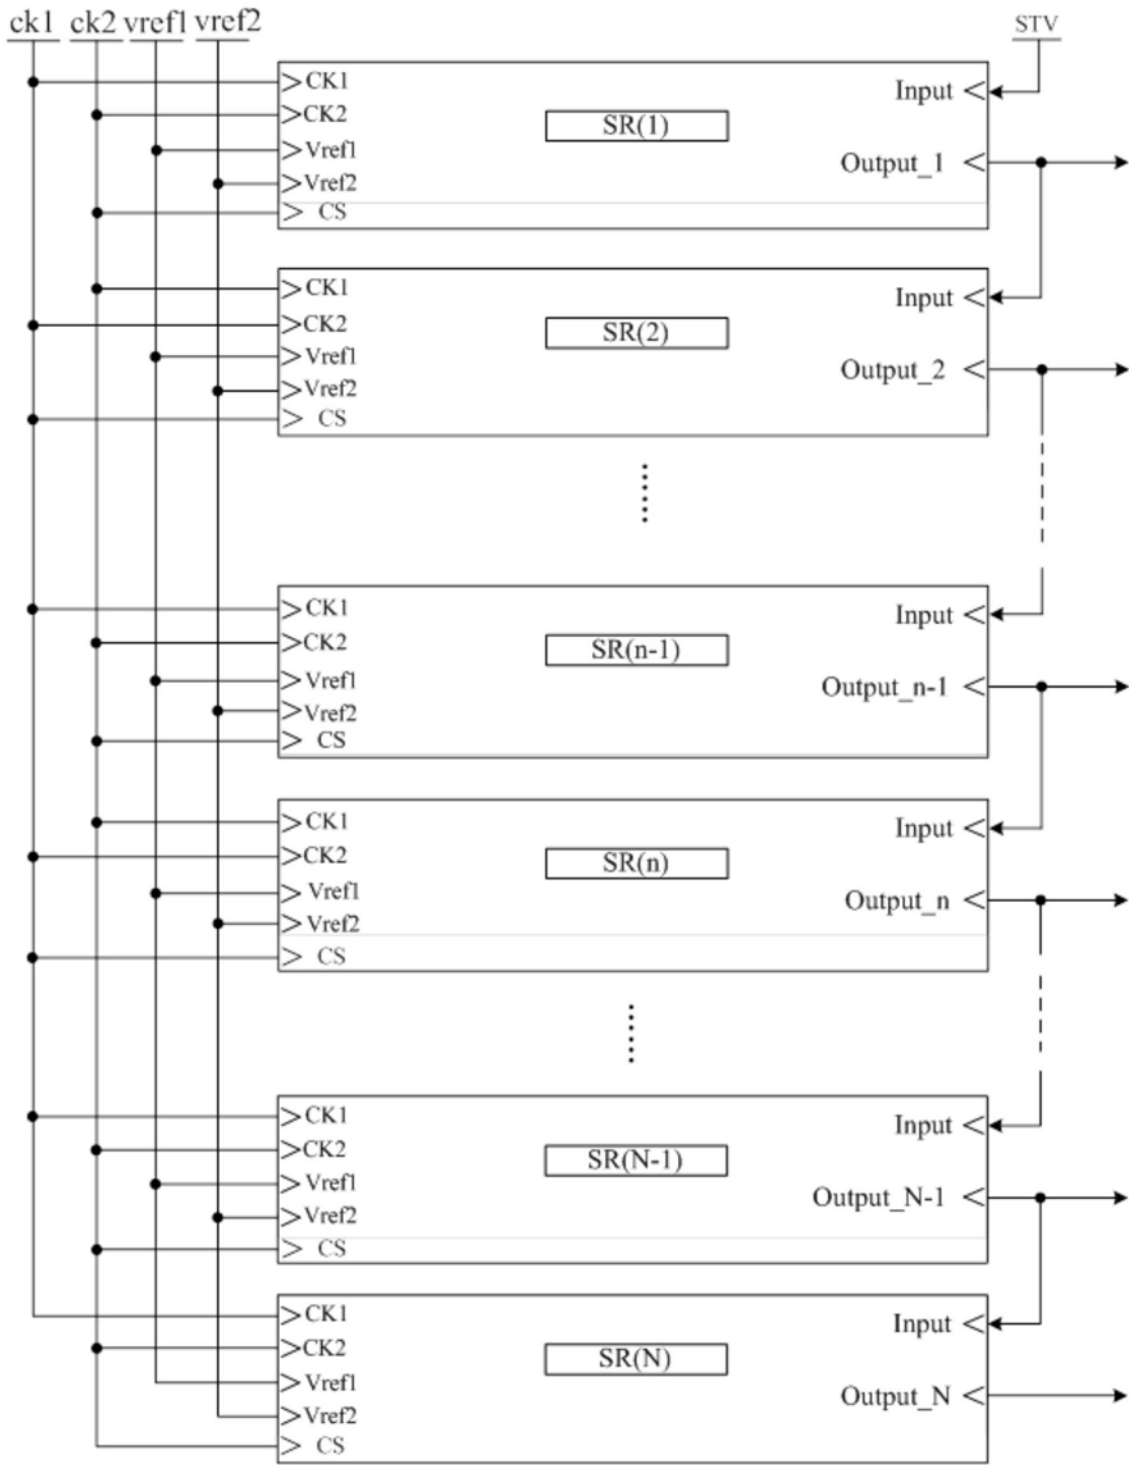 ck1 ck2 vref1 vref2 STV
CK1 Input
CK2 SR(1)
Vref1 Output_1
Vref2
CS
CK1 Input
CK2 SR(2)
Vref1 Output_2
Vref2
CS
CK1 Input
CK2 SR(n-1)
Vref1 Output_n-1
Vref2
CS
CK1 Input
CK2 SR(n)
Vref1 Output_n
Vref2
CS
CK1 Input
CK2 SR(N-1)
Vref1 Output_N-1
Vref2
CS
CK1 Input
CK2 SR(N)
Vref1 Output_N
Vref2
CS